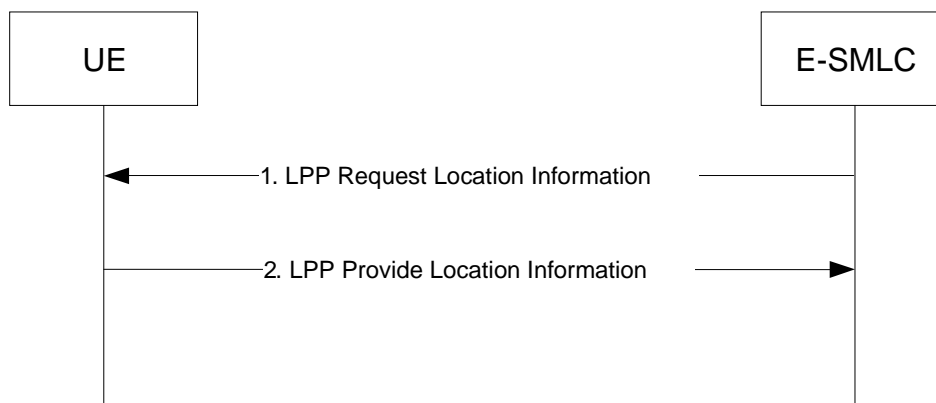 UE
E-SMLC
1. LPP Request Location Information
2. LPP Provide Location Information